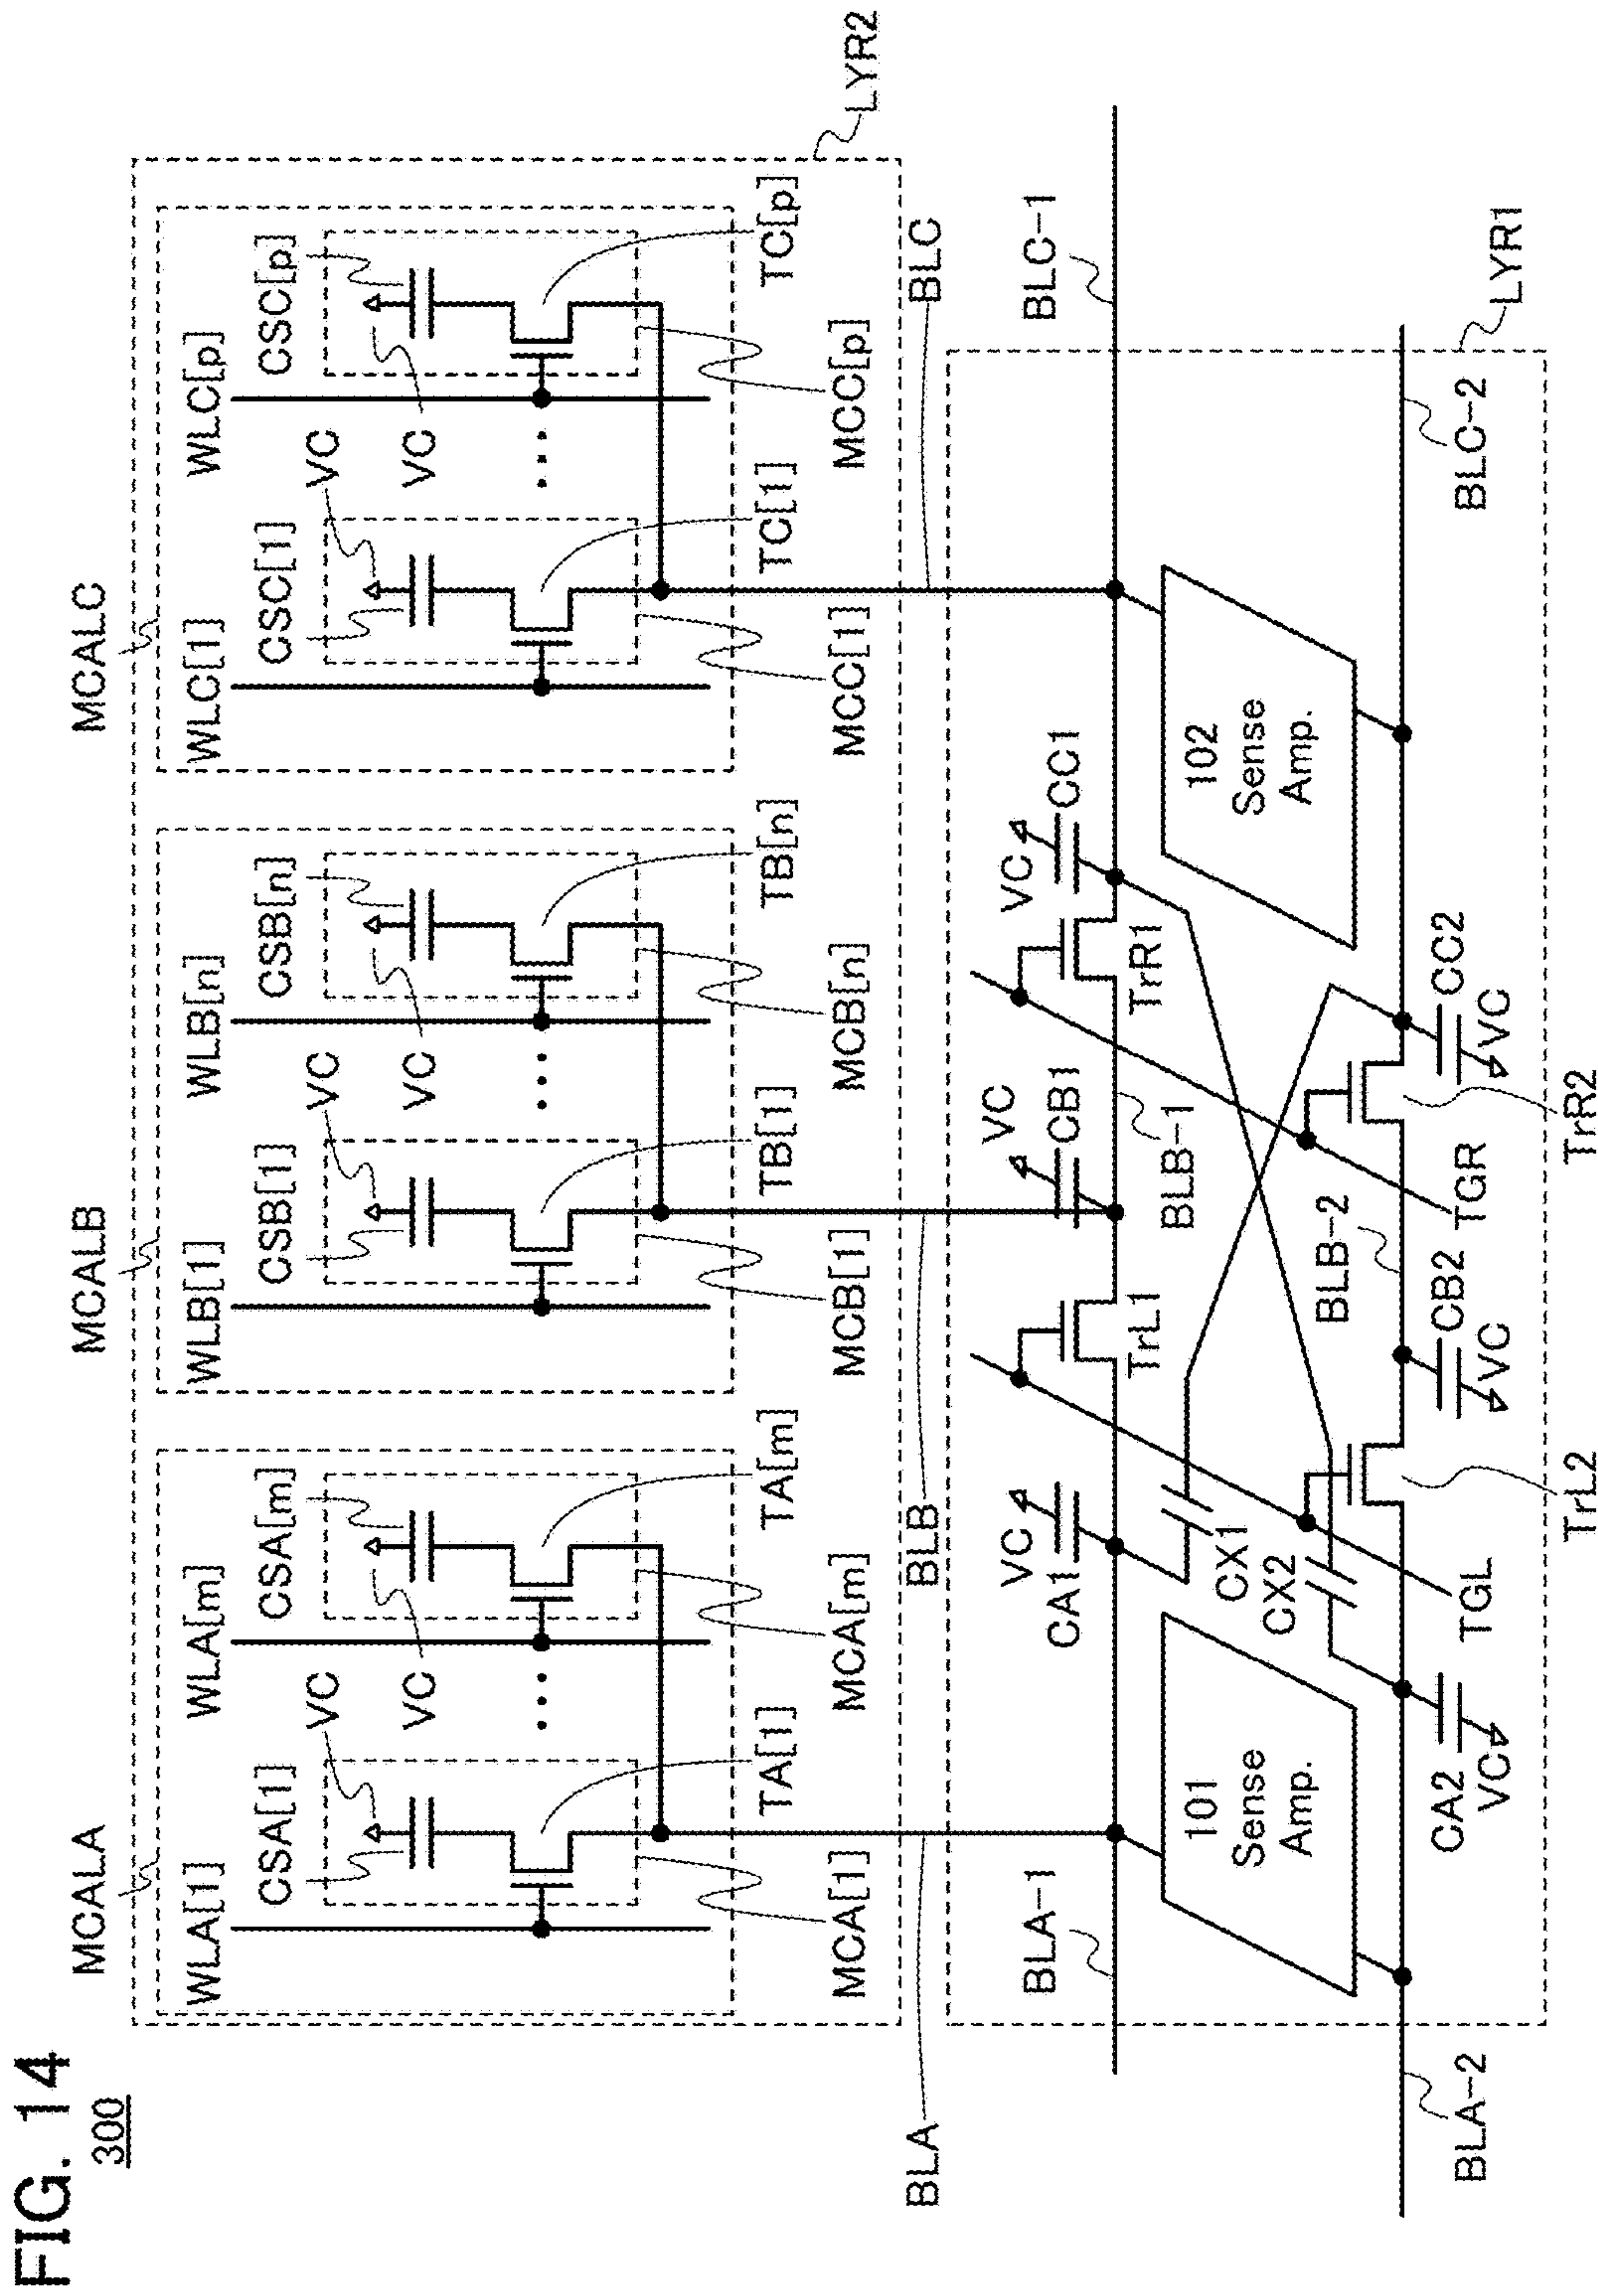 FIG. 14
300
MCALA
MCALB
MCALC
WLA[1]
WLA[m]
WLB[1]
WLB[n]
WLC[1]
WLC[p]
CSA[1]
VC
CSA[m]
CSB[1]
VC
CSB[n]
CSC[1]
VC
CSC[p]
VC
VC
VC
TA[1]
TA[m]
TB[1]
TB[n]
TC[1]
TC[p]
MCA[1]
MCA[m]
MCB[1]
MCB[n]
MCC[1]
MCC[p]
LYR2
BLA
BLB
BLC
BLA-1
VC
CA1
VC
CB1
VC
CC1
BLC-1
TrL1
BLB-1
TrR1
101
Sense
Amp.
CX1
CX2
102
Sense
Amp.
BLB-2
BLA-2
CA2
VC
TGL
CB2
VC
TGR
CC2
VC
BLC-2
LYR1
TrL2
TrR2